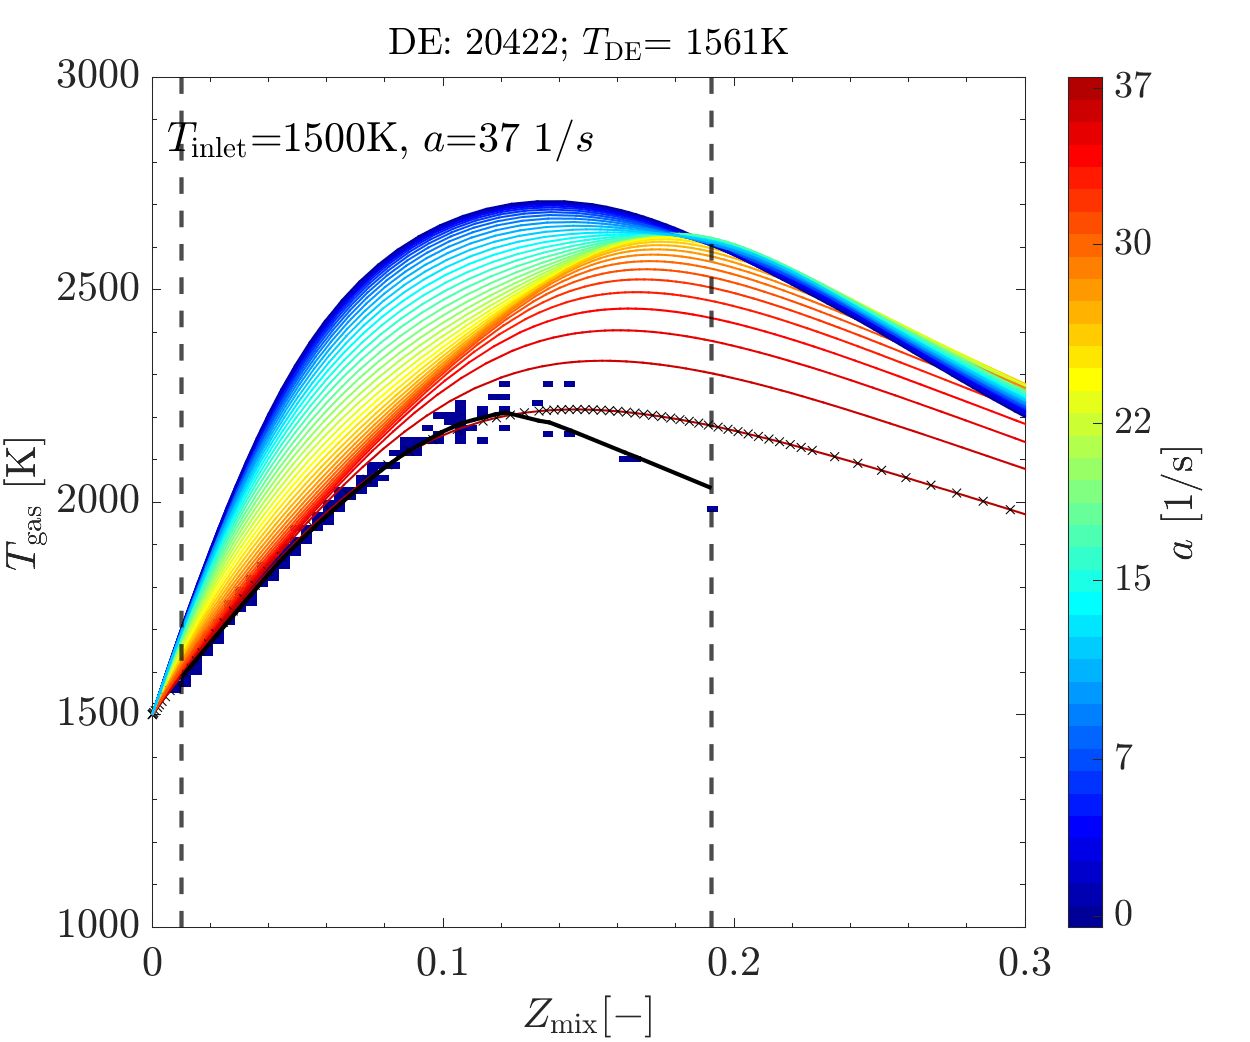 DE: 20422; T_DE= 1561K
T_inlet=1500K, a=37 1/s
3000
2500
2000
1500
1000
T_gas [K]
0 0.1 0.2 0.3
Z_mix[−]
37
30
22
15
7
0
a [1/s]